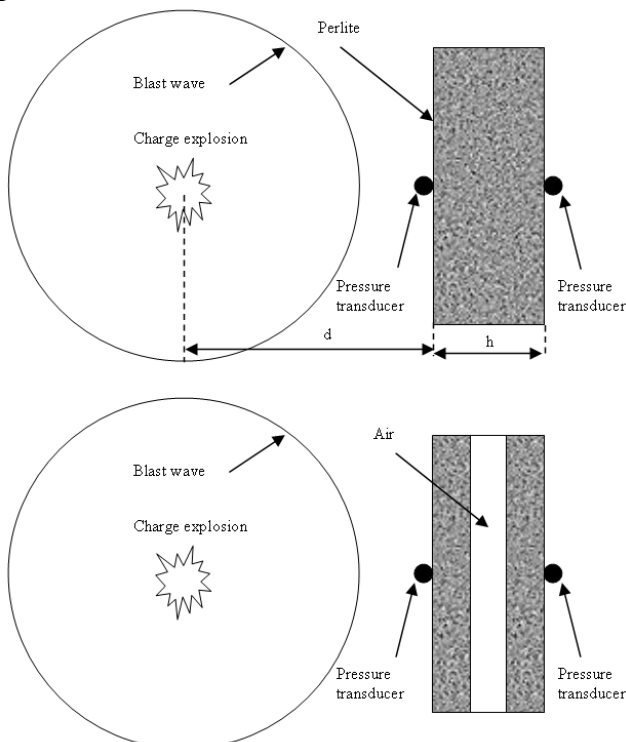 Perlite
Blast wave
Charge explosion
Pressure
transducer
Pressure
transducer
d
h
Air
Blast wave
Charge explosion
Pressure
transducer
Pressure
transducer